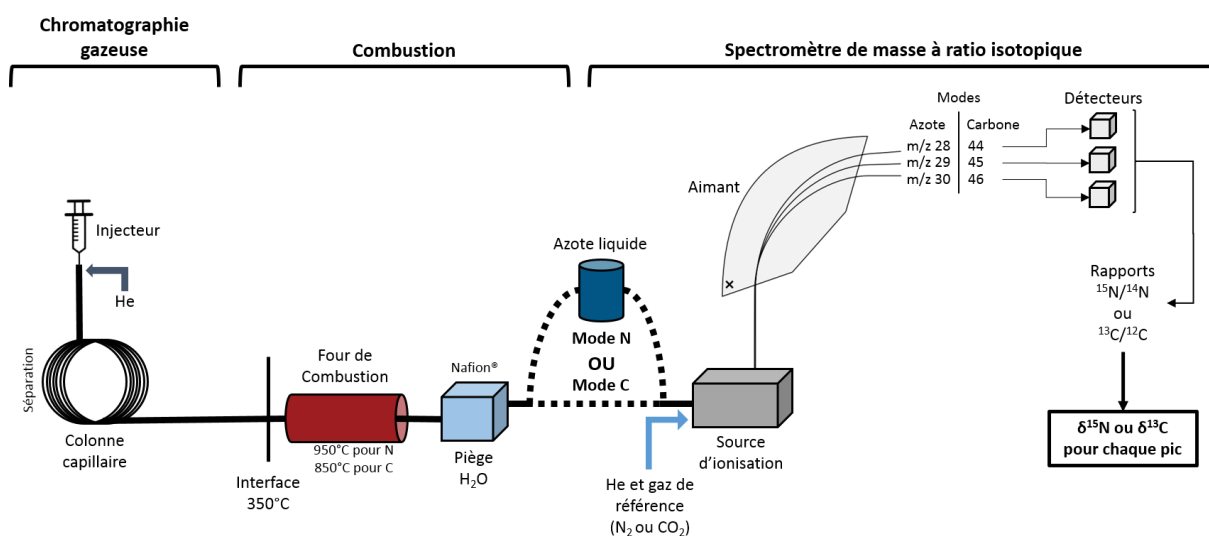 Chromatographie
gazeuse
Combustion
Spectromètre de masse à ratio isotopique
Modes
Azote
Carbone
Détecteurs
m/z 28
44
m/z 29
45
m/z 30
46
Aimant
Injecteur
He
Azote liquide
Mode N
OU
Mode C
Rapports
¹⁵N/¹⁴N
ou
¹³C/¹²C
Séparation
Colonne
capillaire
Four de
Combustion
950°C pour N
850°C pour C
Interface
350°C
Nafion®
Piège
H₂O
He et gaz de
référence
(N₂ ou CO₂)
Source
d’ionisation
δ¹⁵N ou δ¹³C
pour chaque pic